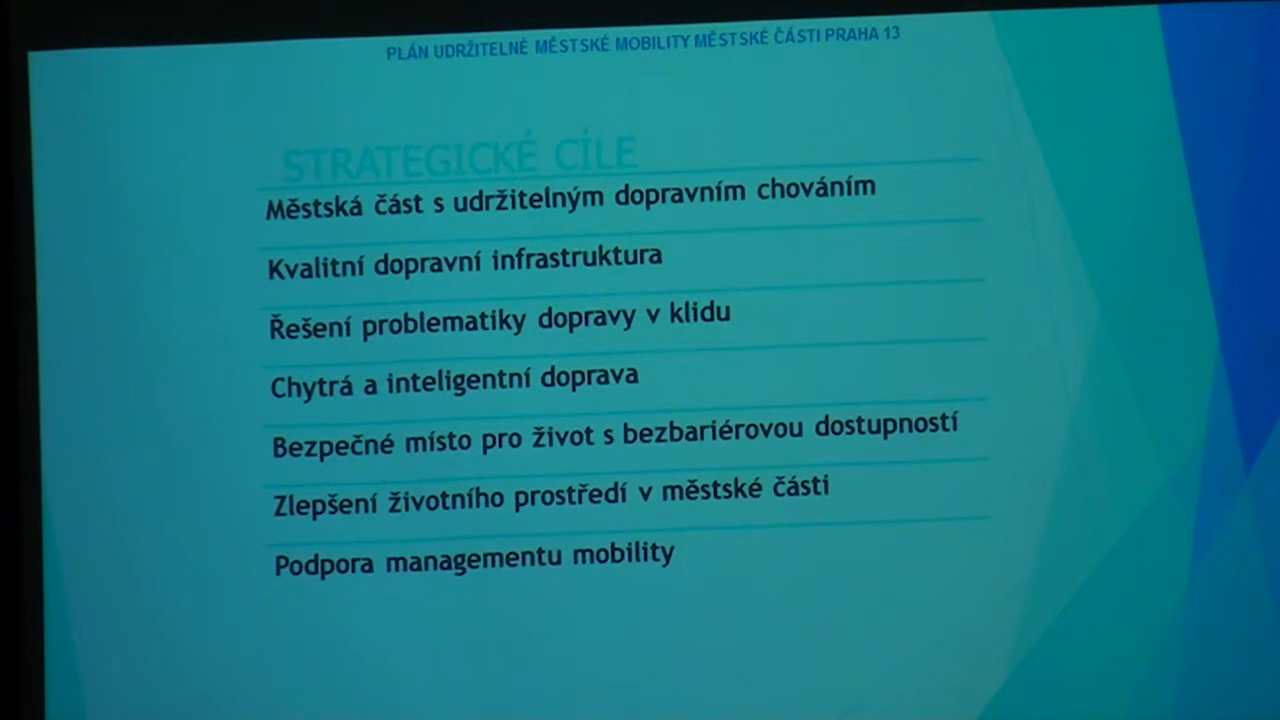 PLÁN UDRŽITELNÉ MĚSTSKÉ MOBILITY MĚSTSKÉ ČÁSTI PRAHA 13
STRATEGICKÉ CÍLE
Městská část s udržitelným dopravním chováním
Kvalitní dopravní infrastruktura
Řešení problematiky dopravy v klidu
Chytrá a inteligentní doprava
Bezpečné místo pro život s bezbariérovou dostupností
Zlepšení životního prostředí v městské části
Podpora managementu mobility